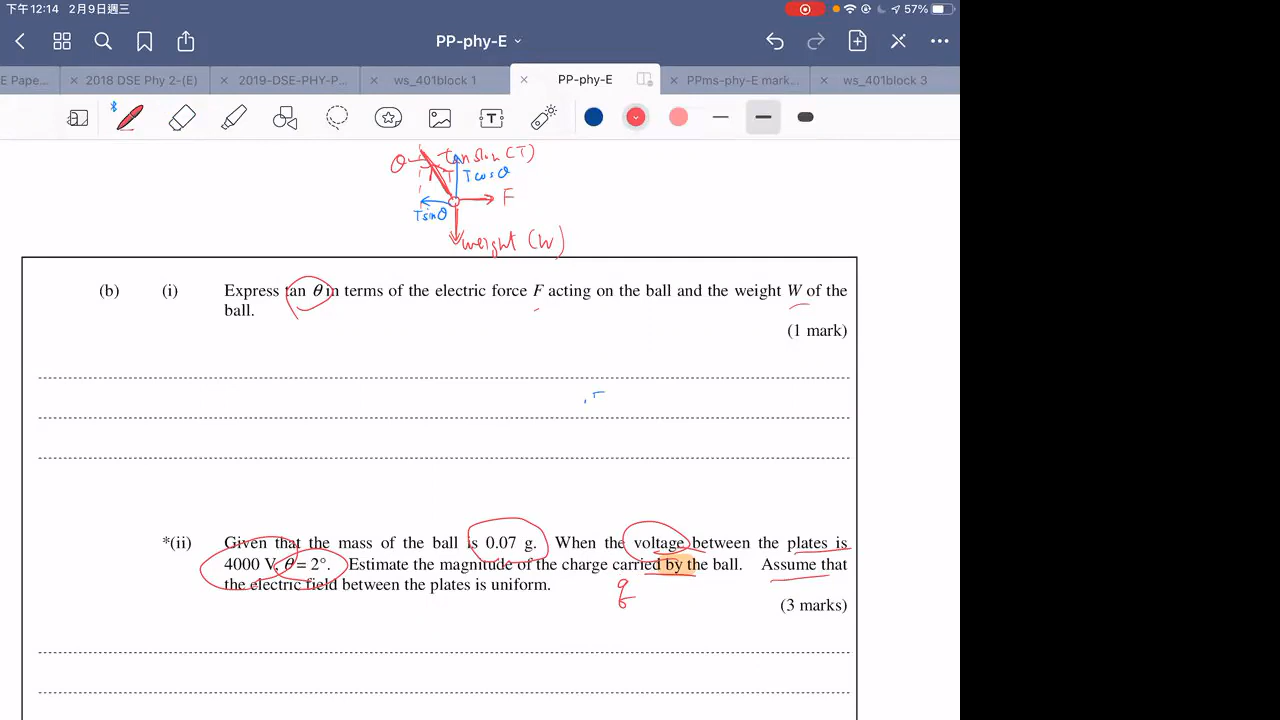 下午12:14 2月9日週三 57%
PP-phy-E
E Pape... 2018 DSE Phy 2-(E) 2019-DSE-PHY-P... ws_401block 1 PP-phy-E PPms-phy-E mark... ws_401block 3
θ tension (T)
T T cos θ
F
T sin θ
weight (W)
(b) (i) Express tan θ in terms of the electric force F acting on the ball and the weight W of the
ball.
(1 mark)
*(ii) Given that the mass of the ball is 0.07 g. When the voltage between the plates is
4000 V, θ = 2°. Estimate the magnitude of the charge carried by the ball. Assume that
the electric field between the plates is uniform.
q
(3 marks)